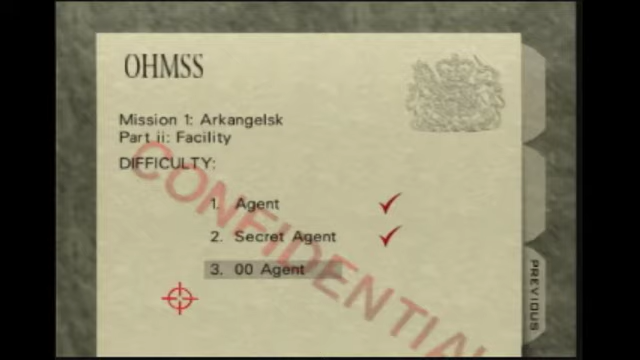 OHMSS
Mission 1: Arkangelsk
Part ii: Facility
DIFFICULTY:
1. Agent
2. Secret Agent
3. 00 Agent
CONFIDENTIAL
PREVIOUS